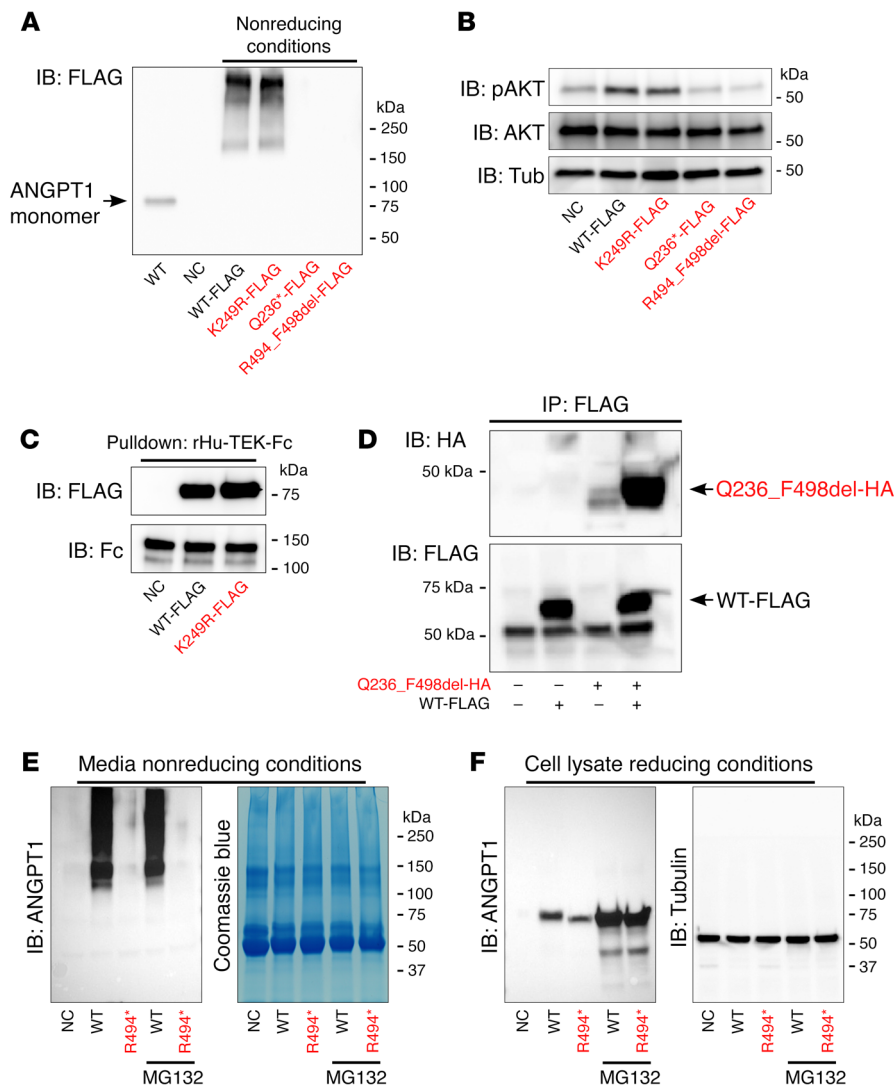 A
Nonreducing
conditions
IB: FLAG
kDa
- 250
- 150
- 100
- 75
- 50
ANGPT1
monomer
WT
NC
WT-FLAG
K249R-FLAG
Q236*-FLAG
R494_F498del-FLAG
B
kDa
IB: pAKT
- 50
IB: AKT
- 50
IB: Tub
- 50
NC
WT-FLAG
K249R-FLAG
Q236*-FLAG
R494_F498del-FLAG
C
Pulldown: rHu-TEK-Fc
kDa
IB: FLAG
- 75
IB: Fc
- 150
- 100
NC
WT-FLAG
K249R-FLAG
D
IP: FLAG
IB: HA
50 kDa -
Q236_F498del-HA
IB: FLAG
75 kDa -
WT-FLAG
50 kDa -
Q236_F498del-HA – – + +
WT-FLAG – + – +
E
Media nonreducing conditions
IB: ANGPT1
Coomassie blue
kDa
- 250
- 150
- 100
- 75
- 50
- 37
NC
WT
R494*
WT
R494*
MG132
NC
WT
R494*
WT
R494*
MG132
F
Cell lysate reducing conditions
IB: ANGPT1
IB: Tubulin
kDa
- 250
- 150
- 100
- 75
- 50
- 37
NC
WT
R494*
WT
R494*
MG132
NC
WT
R494*
WT
R494*
MG132